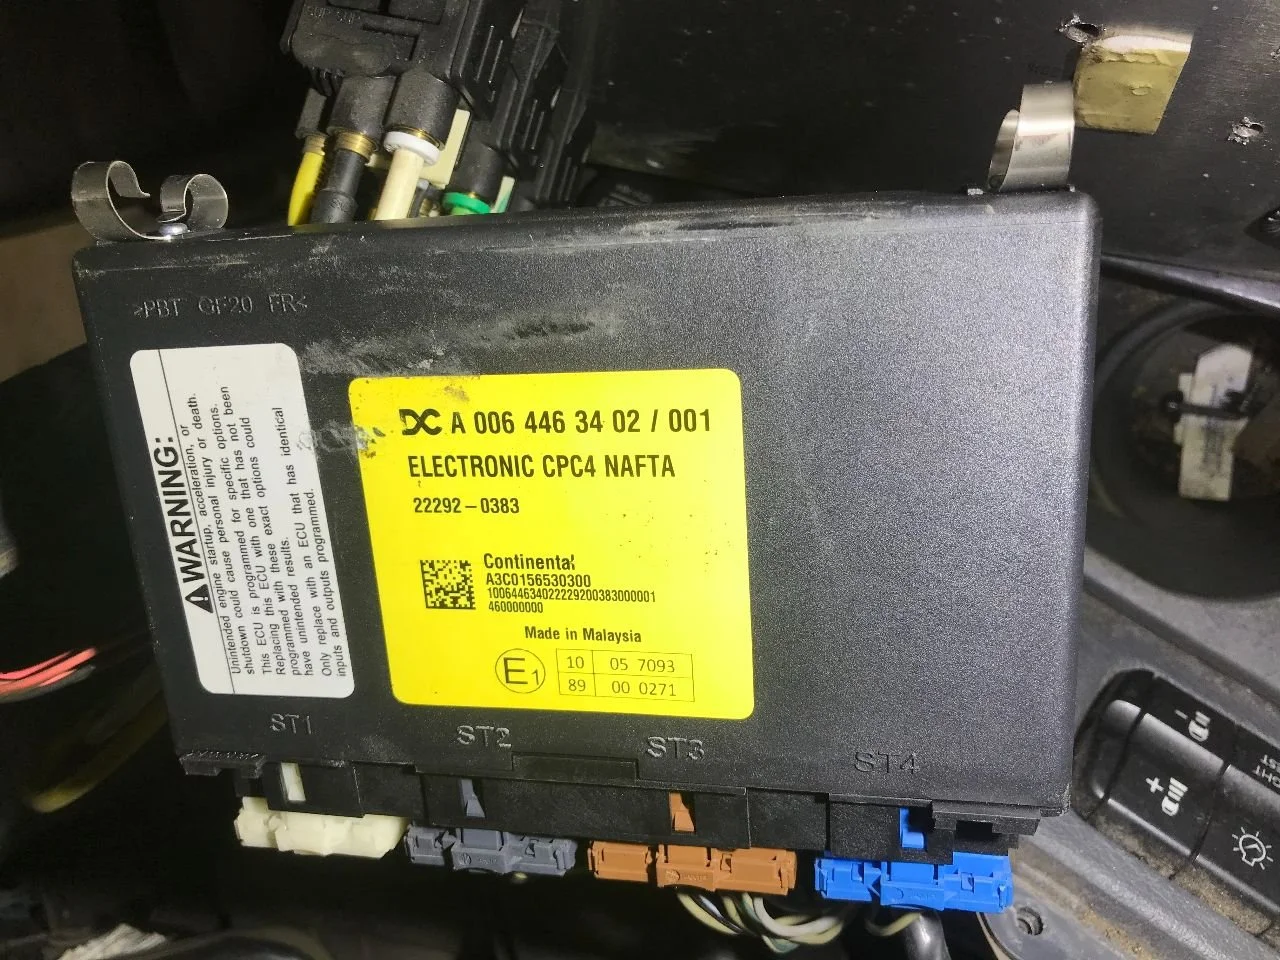 >PBT GF20 FR<
WARNING:
Unintended engine startup, acceleration, or
shutdown could cause personal injury or death.
This ECU is programmed for specific options.
Replacing this ECU with one that has not been
programmed with these exact options could
have unintended results.
Only replace with an ECU that has identical
inputs and outputs programmed.
DC A 006 446 34 02 / 001
ELECTRONIC CPC4 NAFTA
22292-0383
Continental
A3C0156530300
10064463402222920038300001
460000000
Made in Malaysia
E1
10 05 7093
89 00 0271
ST1 ST2 ST3 ST4